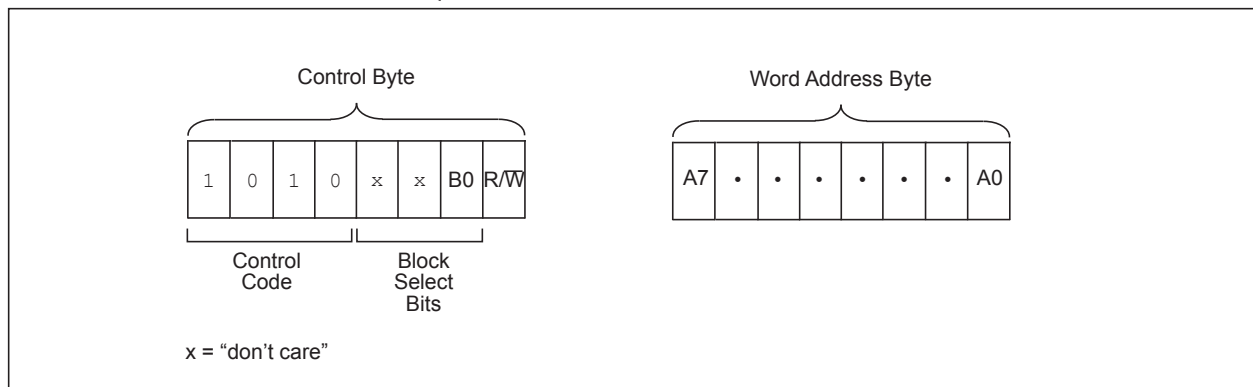 Control Byte
Word Address Byte
1 0 1 0 x x B0 R/W̅
A7 • • • • • • A0
Control
Code
Block
Select
Bits
x = “don’t care”